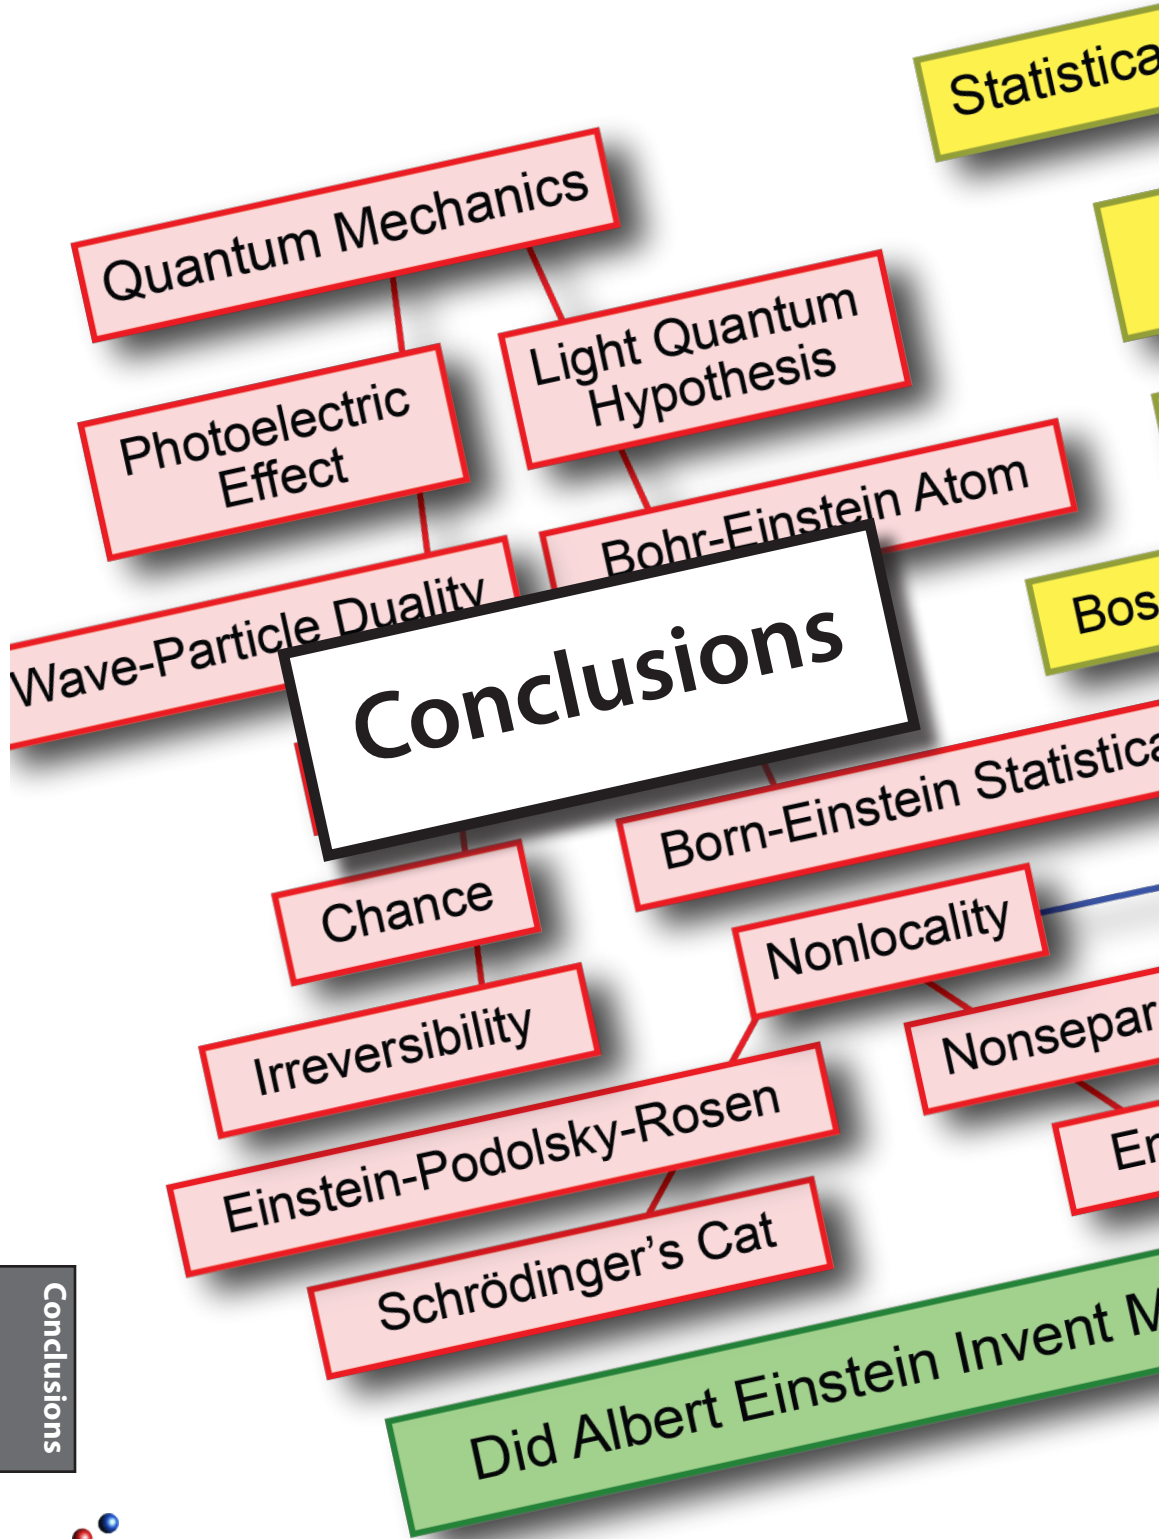 Statistica
Quantum Mechanics
Light Quantum
Hypothesis
Photoelectric
Effect
Bohr-Einstein Atom
Wave-Particle Duality
Bos
Conclusions
Born-Einstein Statistica
Chance
Nonlocality
Irreversibility
Nonsepar
Einstein-Podolsky-Rosen
En
Schrödinger’s Cat
Did Albert Einstein Invent M
Conclusions